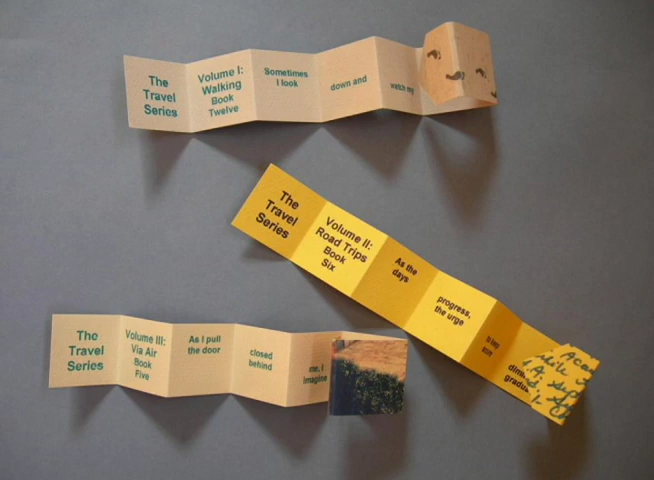 The
Travel
Series
Volume I:
Walking
Book
Twelve
Sometimes
I look
down and
watch my
The
Travel
Series
Volume II:
Road Trips
Book
Six
As the
days
progress,
the urge
to keep
The
Travel
Series
Volume III:
Via Air
Book
Five
As I pull
the door
closed
behind
me, I
imagine